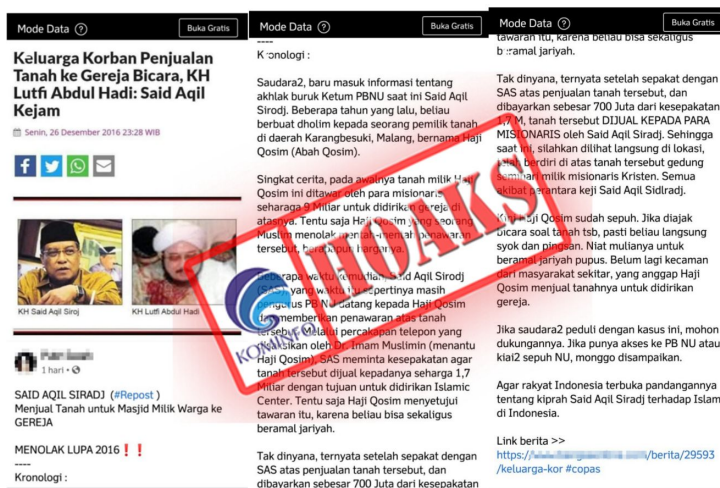 Mode Data
Buka Gratis
Keluarga Korban Penjualan
Tanah ke Gereja Bicara, KH
Lutfi Abdul Hadi: Said Aqil
Kejam
Senin, 26 Desember 2016 23:28 WIB
KH Said Aqil Siroj
KH Lutfi Abdul Hadi
1 hari •
SAID AQIL SIRADJ (#Repost )
Menjual Tanah untuk Masjid Milik Warga ke
GEREJA
MENOLAK LUPA 2016 ❗❗
----
Kronologi :
Mode Data
Buka Gratis
----
Kronologi :
Saudara2, baru masuk informasi tentang
akhlak buruk Ketum PBNU saat ini Said Aqil
Sirodj. Beberapa tahun yang lalu, beliau
berbuat dholim kepada seorang pemilik tanah
di daerah Karangbesuki, Malang, bernama Haji
Qosim (Abah Qosim).
Singkat cerita, pada awalnya tanah milik Haji
Qosim ini ditawar oleh para misionaris
seharaga 9 Miliar untuk didirikan gereja di
atasnya. Tentu saja Haji Qosim yang seorang
Muslim menolak mentah-mentah penawaran
tersebut, berapapun harganya.
Beberapa waktu kemudian, Said Aqil Sirodj
(SAS), yang waktu itu sepertinya masih
pengurus PB NU datang kepada Haji Qosim
dan memberikan penawaran atas tanah
tersebut. Melalui percakapan telepon yang
disaksikan oleh Dr. Imam Muslimin (menantu
Haji Qosim), SAS meminta kesepakatan agar
tanah tersebut dijual kepadanya seharga 1,7
Miliar dengan tujuan untuk didirikan Islamic
Center. Tentu saja Haji Qosim menyetujui
tawaran itu, karena beliau bisa sekaligus
beramal jariyah.
Tak dinyana, ternyata setelah sepakat dengan
SAS atas penjualan tanah tersebut, dan
dibayarkan sebesar 700 Juta dari kesepakatan
Mode Data
Buka Gratis
tawaran itu, karena beliau bisa sekaligus
beramal jariyah.
Tak dinyana, ternyata setelah sepakat dengan
SAS atas penjualan tanah tersebut, dan
dibayarkan sebesar 700 Juta dari kesepakatan
1,7 M, tanah tersebut DIJUAL KEPADA PARA
MISIONARIS oleh Said Aqil Siradj. Sehingga
saat ini, silahkan dilihat langsung di lokasi,
telah berdiri di atas tanah tersebut gedung
seminari milik misionaris Kristen. Semua
akibat perantara keji Said Aqil Sidlradj.
Kini Haji Qosim sudah sepuh. Jika diajak
bicara soal tanah tsb, pasti beliau langsung
syok dan pingsan. Niat mulianya untuk
beramal jariyah pupus. Belum lagi kecaman
dari masyarakat sekitar, yang anggap Haji
Qosim menjual tanahnya untuk didirikan
gereja.
Jika saudara2 peduli dengan kasus ini, mohon
dukungannya. Jika punya akses ke PB NU atau
kiai2 sepuh NU, monggo disampaikan.
Agar rakyat Indonesia terbuka pandangannya
tentang kiprah Said Aqil Siradj terhadap Islam
di Indonesia.
Link berita >>
https://
/berita/29593
/keluarga-kor #copas
KOMINFO
HOAKS